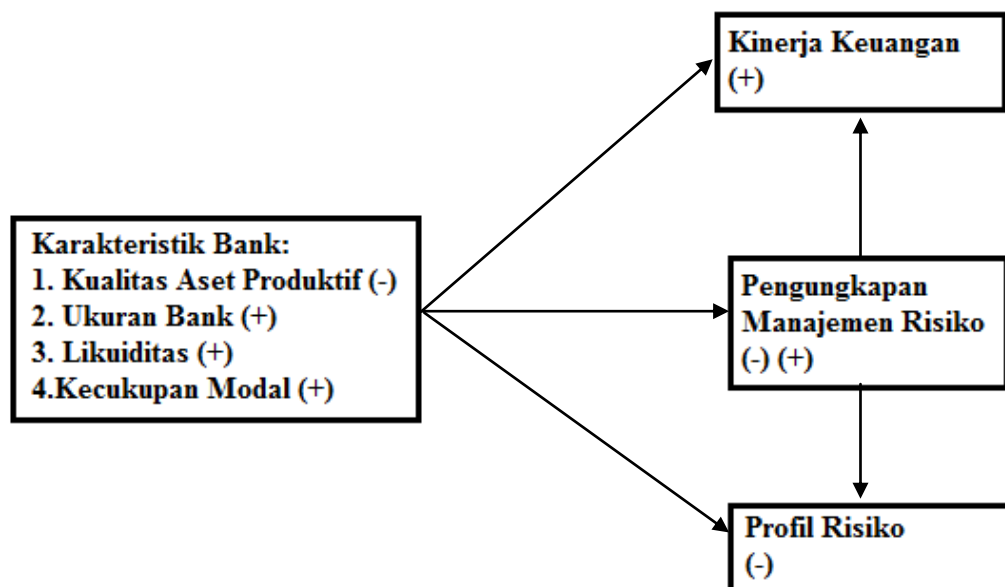 Kinerja Keuangan
(+)
Karakteristik Bank:
1. Kualitas Aset Produktif (-)
2. Ukuran Bank (+)
3. Likuiditas (+)
4.Kecukupan Modal (+)
Pengungkapan
Manajemen Risiko
(-) (+)
Profil Risiko
(-)